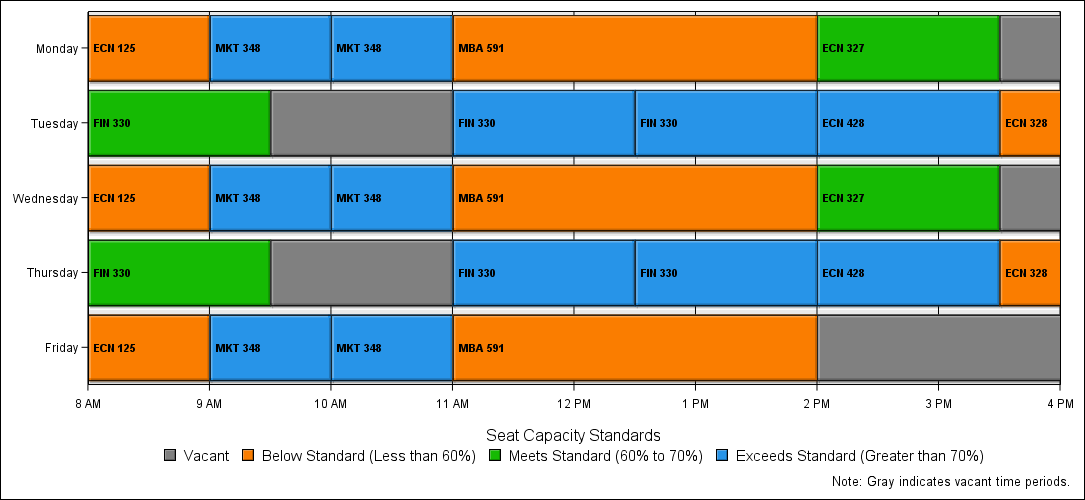 Monday ECN 125 MKT 348 MKT 348 MBA 591 ECN 327
Tuesday FIN 330 FIN 330 FIN 330 ECN 428 ECN 328
Wednesday ECN 125 MKT 348 MKT 348 MBA 591 ECN 327
Thursday FIN 330 FIN 330 FIN 330 ECN 428 ECN 328
Friday ECN 125 MKT 348 MKT 348 MBA 591
8 AM 9 AM 10 AM 11 AM 12 PM 1 PM 2 PM 3 PM 4 PM
Seat Capacity Standards
Vacant Below Standard (Less than 60%) Meets Standard (60% to 70%) Exceeds Standard (Greater than 70%)
Note: Gray indicates vacant time periods.